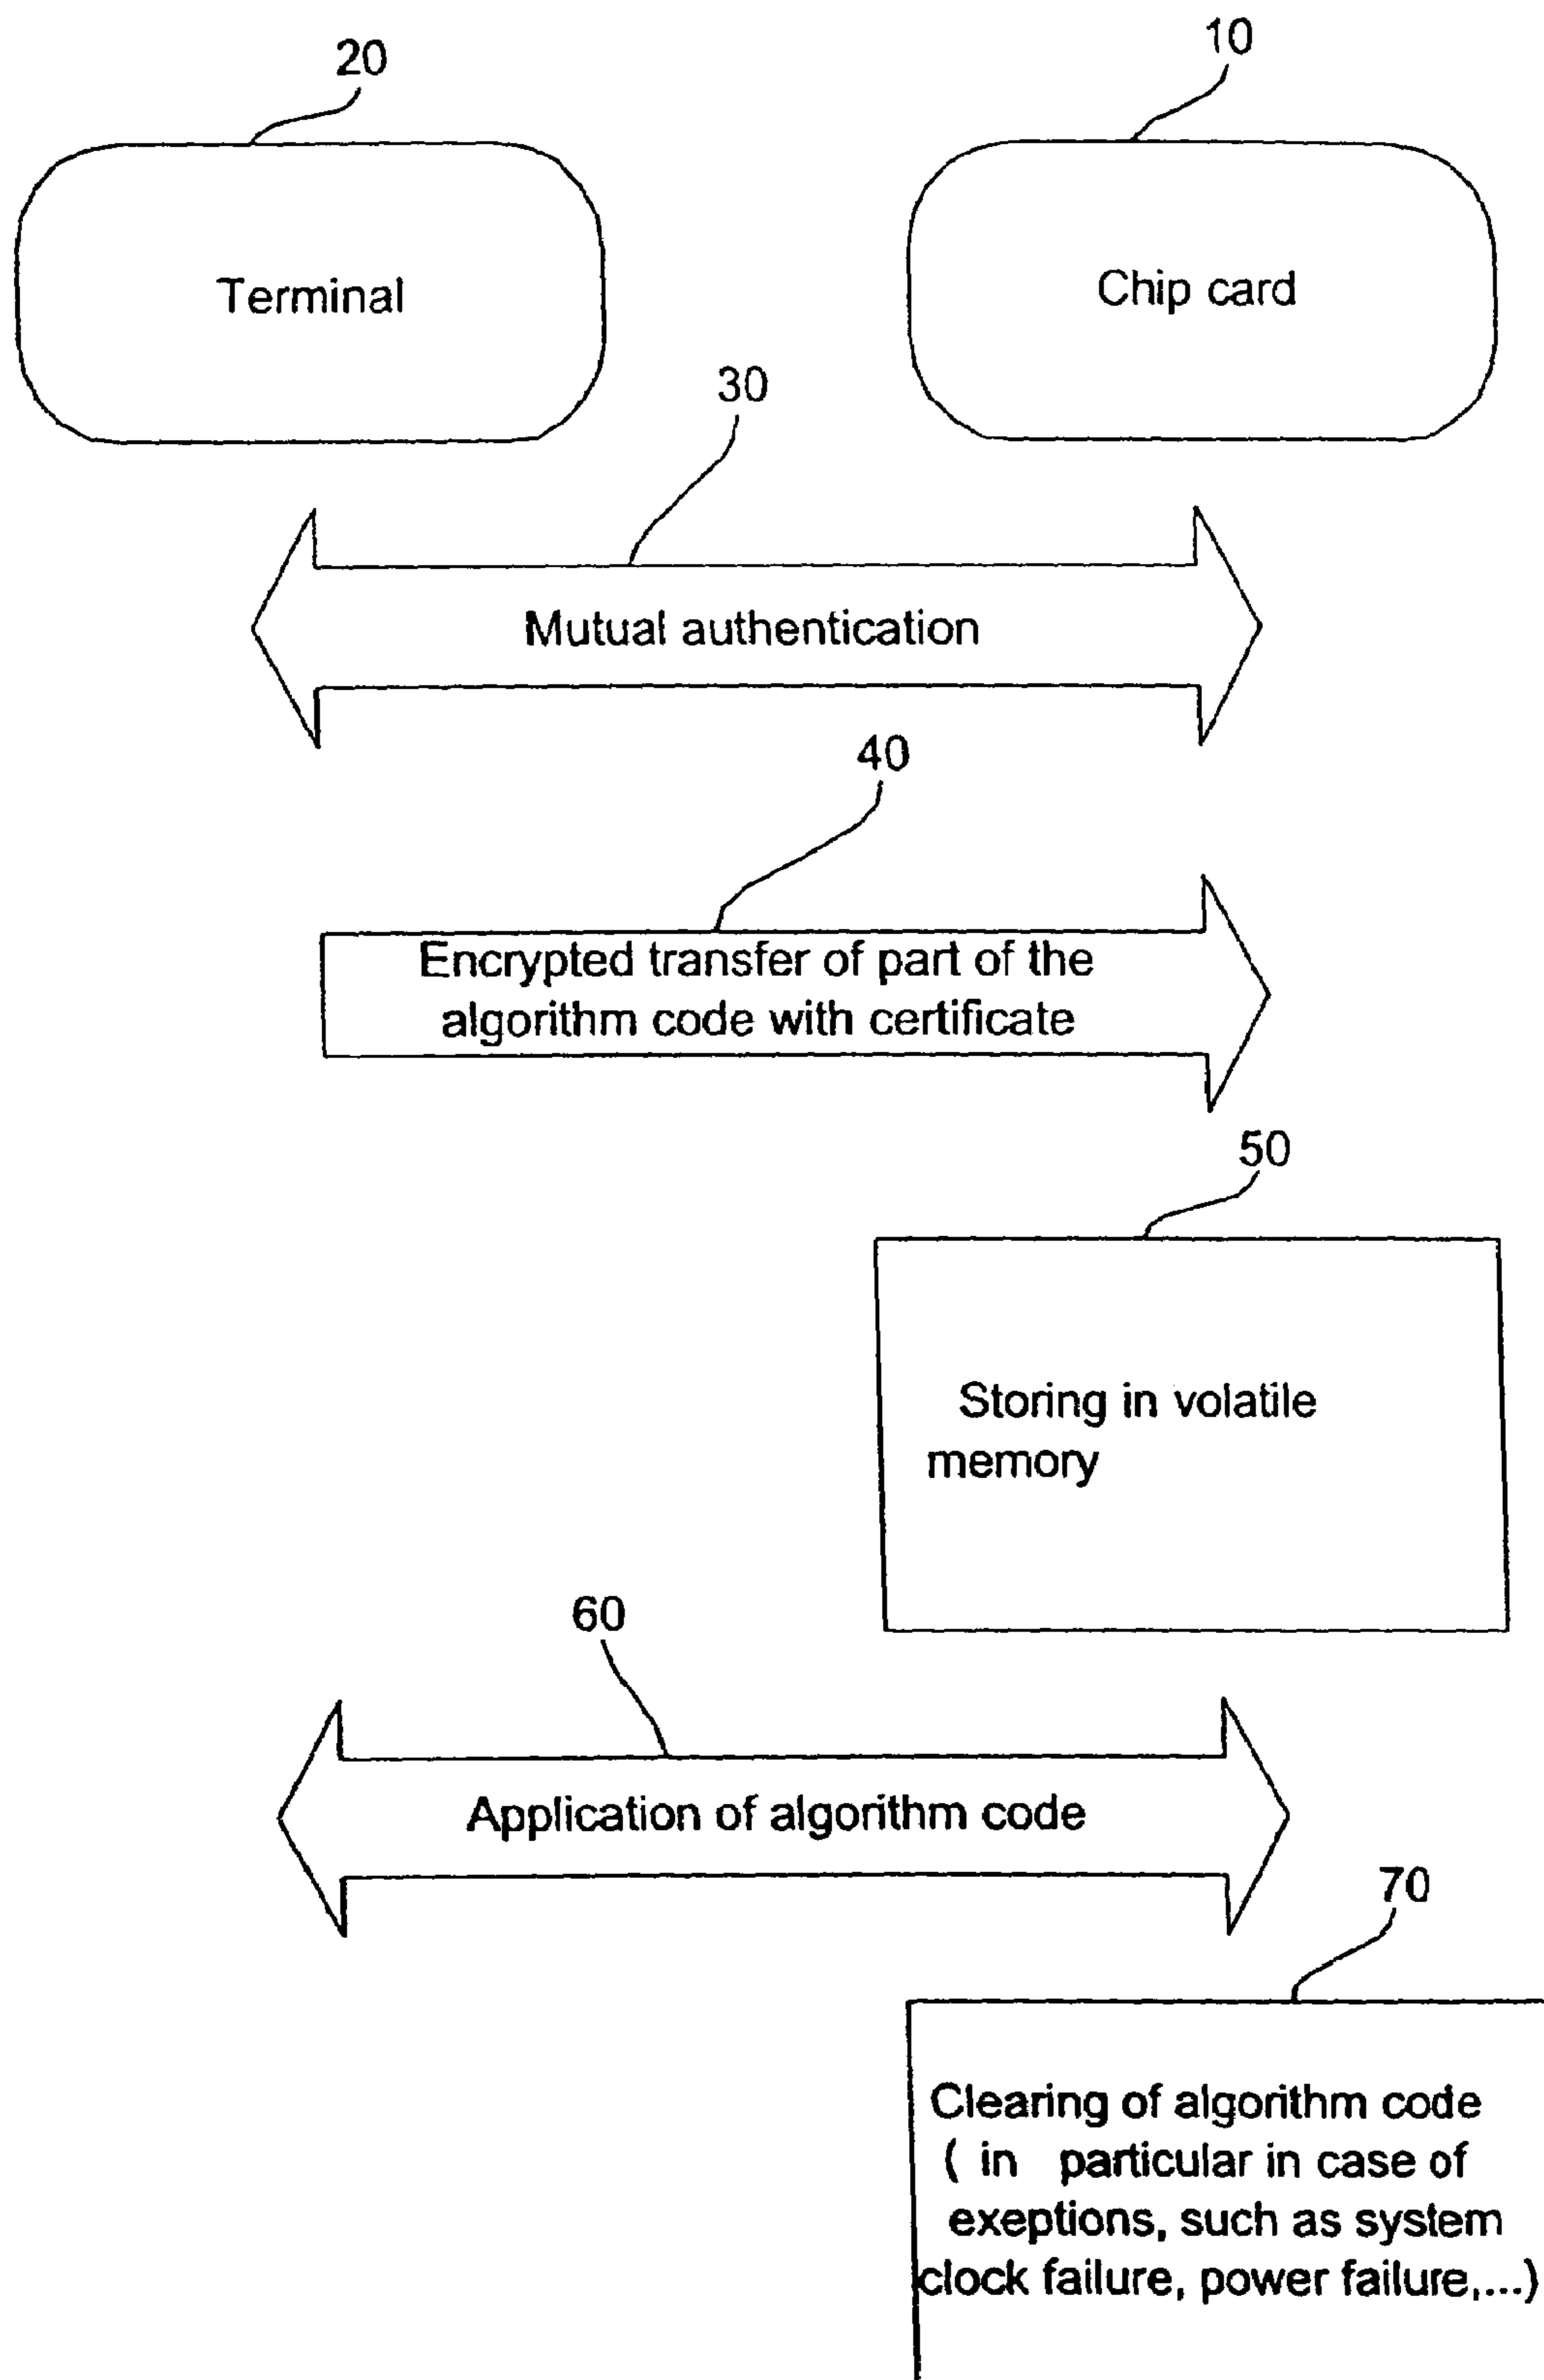 20
10
Terminal
Chip card
30
Mutual authentication
40
Encrypted transfer of part of the
algorithm code with certificate
50
Storing in volatile
memory
60
Application of algorithm code
70
Clearing of algorithm code
( in particular in case of
exeptions, such as system
clock failure, power failure,...)